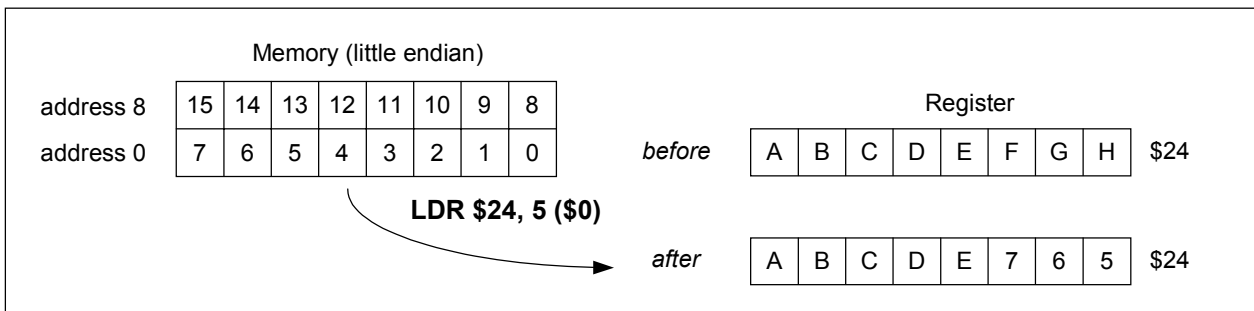 Memory (little endian)
address 8 15 14 13 12 11 10 9 8
address 0 7 6 5 4 3 2 1 0
Register
before A B C D E F G H $24
LDR $24, 5 ($0)
after A B C D E 7 6 5 $24